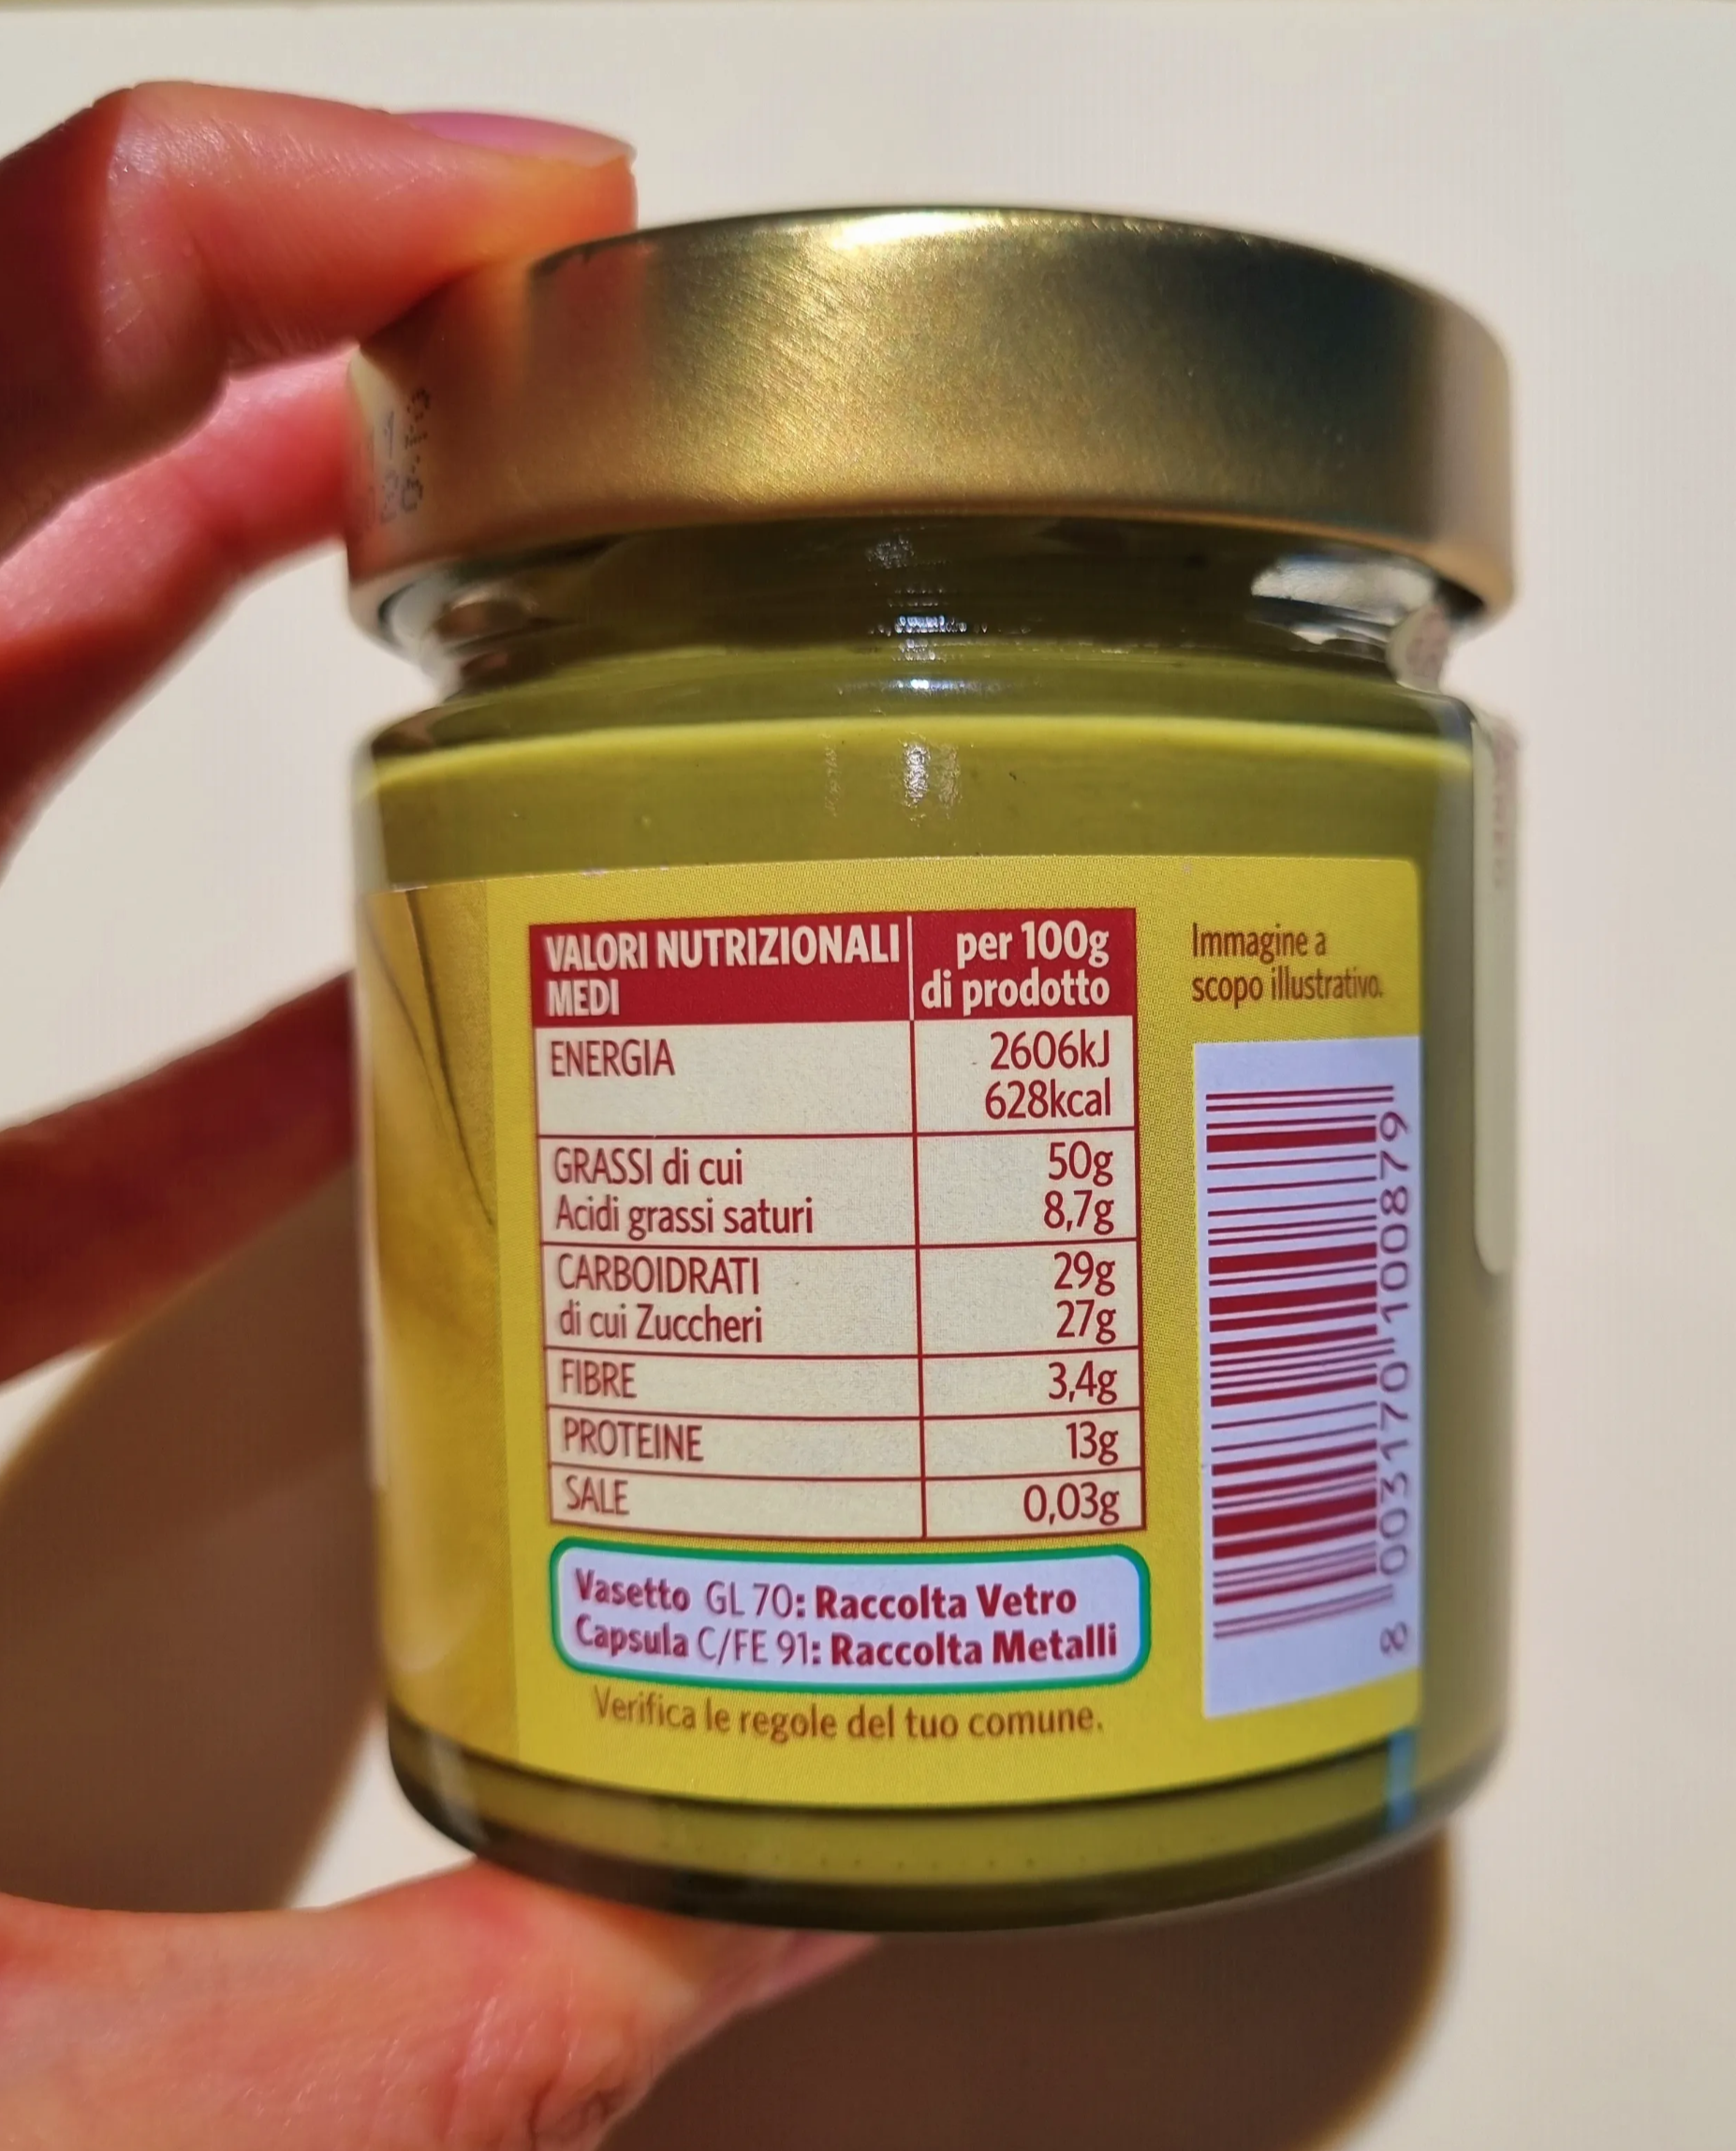 VALORI NUTRIZIONALI per 100g
MEDI di prodotto
ENERGIA 2606kJ
628kcal
GRASSI di cui 50g
Acidi grassi saturi 8,7g
CARBOIDRATI 29g
di cui Zuccheri 27g
FIBRE 3,4g
PROTEINE 13g
SALE 0,03g
Vasetto GL 70: Raccolta Vetro
Capsula C/FE 91: Raccolta Metalli
Verifica le regole del tuo comune.
Immagine a
scopo illustrativo.
8 003170 100879